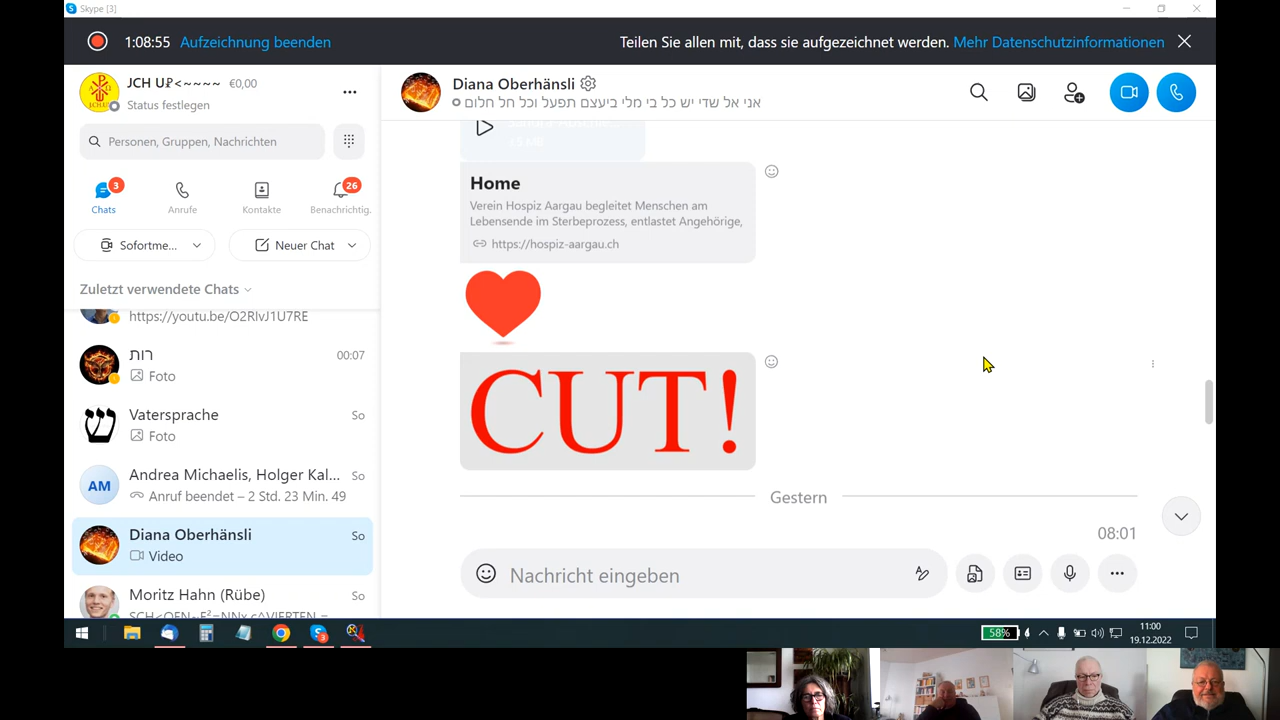 Skype [3]
1:08:55 Aufzeichnung beenden
Teilen Sie allen mit, dass sie aufgezeichnet werden. Mehr Datenschutzinformationen
JCH U₽<~~~~ €0,00
Status festlegen
Personen, Gruppen, Nachrichten
3
26
Chats
Anrufe
Kontakte
Benachrichtig.
Sofortme...
Neuer Chat
Zuletzt verwendete Chats
https://youtu.be/O2RlvJ1U7RE
רות 00:07
Foto
Vatersprache So
Foto
AM
Andrea Michaelis, Holger Kal... So
Anruf beendet – 2 Std. 23 Min. 49
Diana Oberhänsli So
Video
Moritz Hahn (Rübe) So
Diana Oberhänsli
אני אל שדי יש כל בי מלי ביעצם תפעל וכל חל חלום
45 MB
Home
Verein Hospiz Aargau begleitet Menschen am
Lebensende im Sterbeprozess, entlastet Angehörige,
https://hospiz-aargau.ch
CUT!
Gestern
08:01
Nachricht eingeben
58%
11:00
19.12.2022